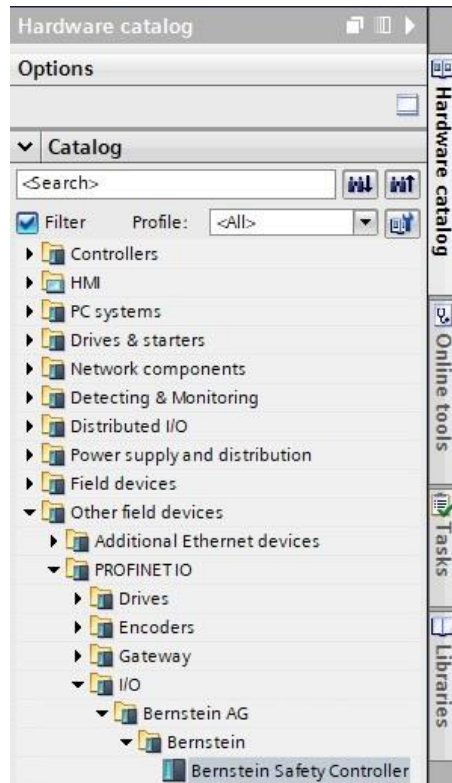 Hardware catalog
Options
Catalog
<Search>
Filter Profile: <All>
Controllers
HMI
PC systems
Drives & starters
Network components
Detecting & Monitoring
Distributed I/O
Power supply and distribution
Field devices
Other field devices
Additional Ethernet devices
PROFINET IO
Drives
Encoders
Gateway
I/O
Bernstein AG
Bernstein
Bernstein Safety Controller
Hardware catalog
Online tools
Tasks
Libraries